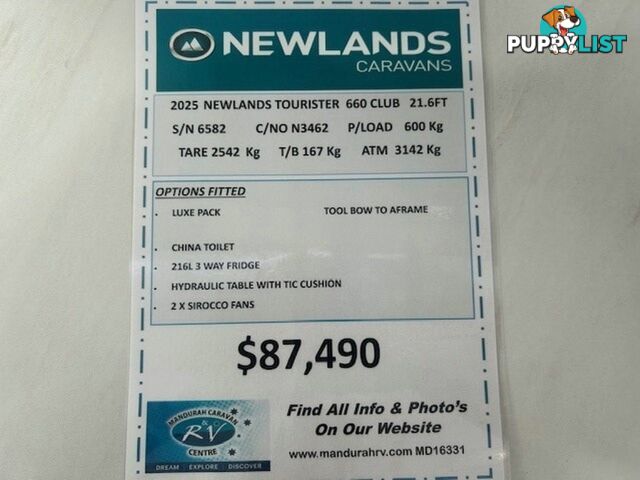 NEWLANDS
CARAVANS
PUPPYLIST
2025 NEWLANDS TOURISTER 660 CLUB 21.6FT
S/N 6582 C/NO N3462 P/LOAD 600 Kg
TARE 2542 Kg T/B 167 Kg ATM 3142 Kg
OPTIONS FITTED
. LUXE PACK TOOL BOW TO AFRAME
. CHINA TOILET
. 216L 3 WAY FRIDGE
. HYDRAULIC TABLE WITH TIC CUSHION
. 2 X SIROCCO FANS
$87,490
MANDURAH CARAVAN
& RV
CENTRE
DREAM EXPLORE DISCOVER
Find All Info & Photo's
On Our Website
www.mandurahrv.com MD16331